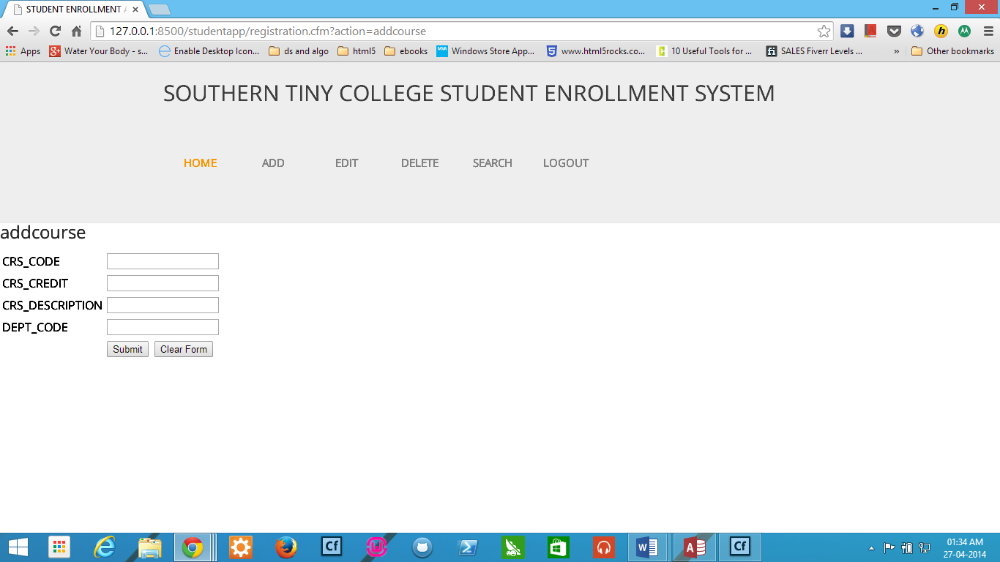 STUDENT ENROLLMENT
127.0.0.1:8500/studentapp/registration.cfm?action=addcourse
Apps Water Your Body - s... Enable Desktop Icon... ds and algo html5 ebooks Windows Store App... www.html5rocks.co... 10 Useful Tools for ... SALES Fiverr Levels ... » Other bookmarks
SOUTHERN TINY COLLEGE STUDENT ENROLLMENT SYSTEM
HOME ADD EDIT DELETE SEARCH LOGOUT
addcourse
CRS_CODE
CRS_CREDIT
CRS_DESCRIPTION
DEPT_CODE
Submit Clear Form
01:34 AM
27-04-2014